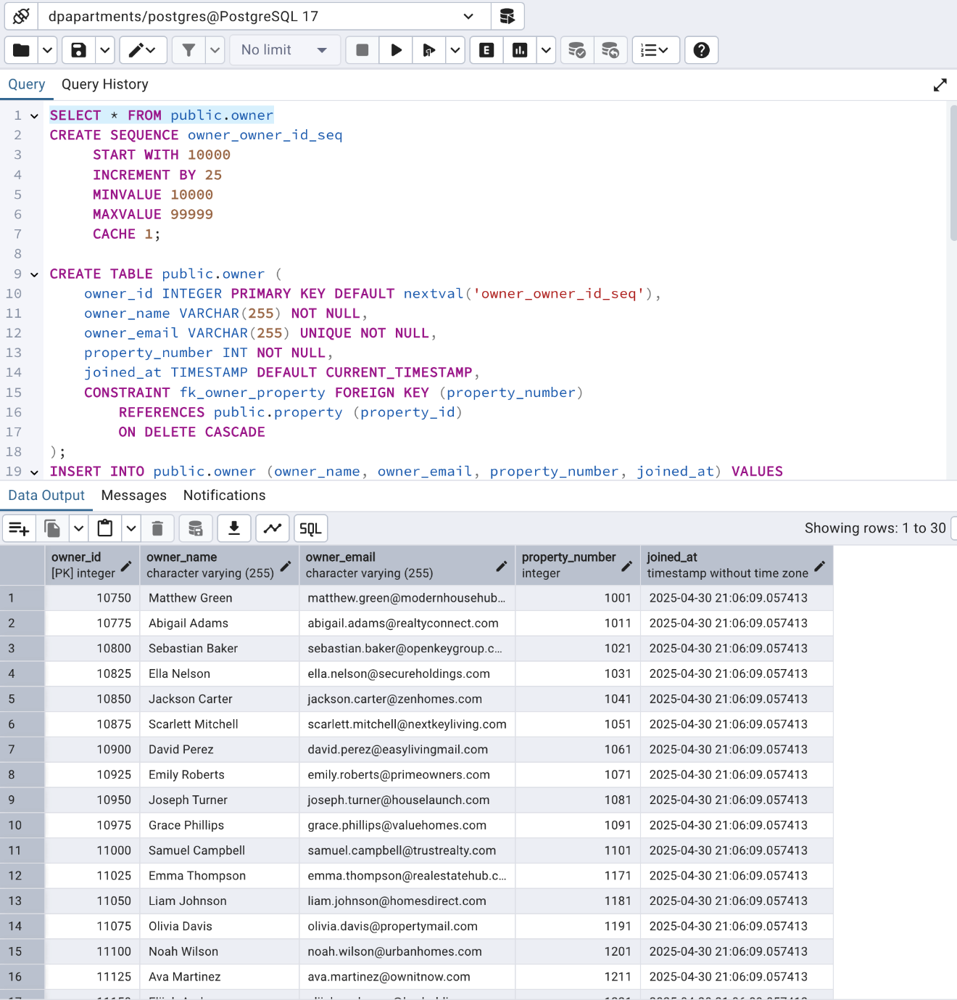 dpapartments/postgres@PostgreSQL 17
No limit
E
Query Query History
1 SELECT * FROM public.owner
2 CREATE SEQUENCE owner_owner_id_seq
3 START WITH 10000
4 INCREMENT BY 25
5 MINVALUE 10000
6 MAXVALUE 99999
7 CACHE 1;
8
9 CREATE TABLE public.owner (
10 owner_id INTEGER PRIMARY KEY DEFAULT nextval('owner_owner_id_seq'),
11 owner_name VARCHAR(255) NOT NULL,
12 owner_email VARCHAR(255) UNIQUE NOT NULL,
13 property_number INT NOT NULL,
14 joined_at TIMESTAMP DEFAULT CURRENT_TIMESTAMP,
15 CONSTRAINT fk_owner_property FOREIGN KEY (property_number)
16 REFERENCES public.property (property_id)
17 ON DELETE CASCADE
18 );
19 INSERT INTO public.owner (owner_name, owner_email, property_number, joined_at) VALUES
Data Output Messages Notifications
SQL Showing rows: 1 to 30
owner_id owner_name owner_email property_number joined_at
[PK] integer character varying (255) character varying (255) integer timestamp without time zone
1 10750 Matthew Green matthew.green@modernhousehub... 1001 2025-04-30 21:06:09.057413
2 10775 Abigail Adams abigail.adams@realtyconnect.com 1011 2025-04-30 21:06:09.057413
3 10800 Sebastian Baker sebastian.baker@openkeygroup.c... 1021 2025-04-30 21:06:09.057413
4 10825 Ella Nelson ella.nelson@secureholdings.com 1031 2025-04-30 21:06:09.057413
5 10850 Jackson Carter jackson.carter@zenhomes.com 1041 2025-04-30 21:06:09.057413
6 10875 Scarlett Mitchell scarlett.mitchell@nextkeyliving.com 1051 2025-04-30 21:06:09.057413
7 10900 David Perez david.perez@easylivingmail.com 1061 2025-04-30 21:06:09.057413
8 10925 Emily Roberts emily.roberts@primeowners.com 1071 2025-04-30 21:06:09.057413
9 10950 Joseph Turner joseph.turner@houselaunch.com 1081 2025-04-30 21:06:09.057413
10 10975 Grace Phillips grace.phillips@valuehomes.com 1091 2025-04-30 21:06:09.057413
11 11000 Samuel Campbell samuel.campbell@trustrealty.com 1101 2025-04-30 21:06:09.057413
12 11025 Emma Thompson emma.thompson@realestatehub.c... 1171 2025-04-30 21:06:09.057413
13 11050 Liam Johnson liam.johnson@homesdirect.com 1181 2025-04-30 21:06:09.057413
14 11075 Olivia Davis olivia.davis@propertymail.com 1191 2025-04-30 21:06:09.057413
15 11100 Noah Wilson noah.wilson@urbanhomes.com 1201 2025-04-30 21:06:09.057413
16 11125 Ava Martinez ava.martinez@ownitnow.com 1211 2025-04-30 21:06:09.057413